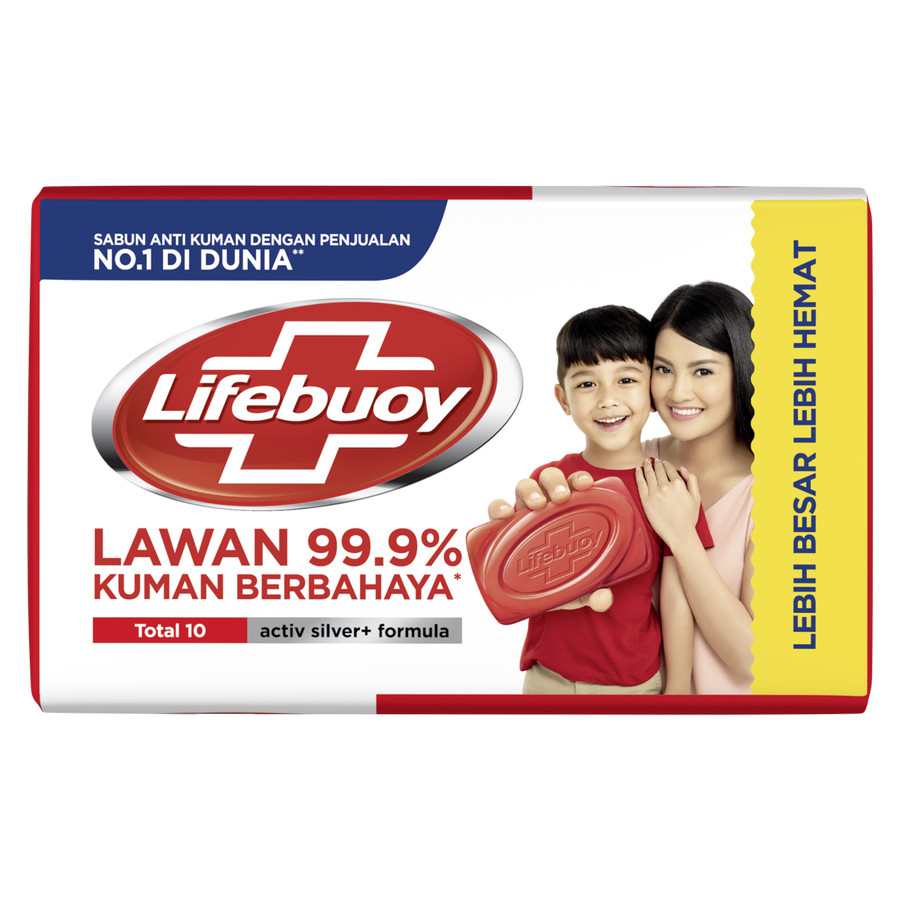 SABUN ANTI KUMAN DENGAN PENJUALAN
NO.1 DI DUNIA**
Lifebuoy
LAWAN 99.9%
KUMAN BERBAHAYA*
Total 10 activ silver+ formula
Lifebuoy
LEBIH BESAR LEBIH HEMAT